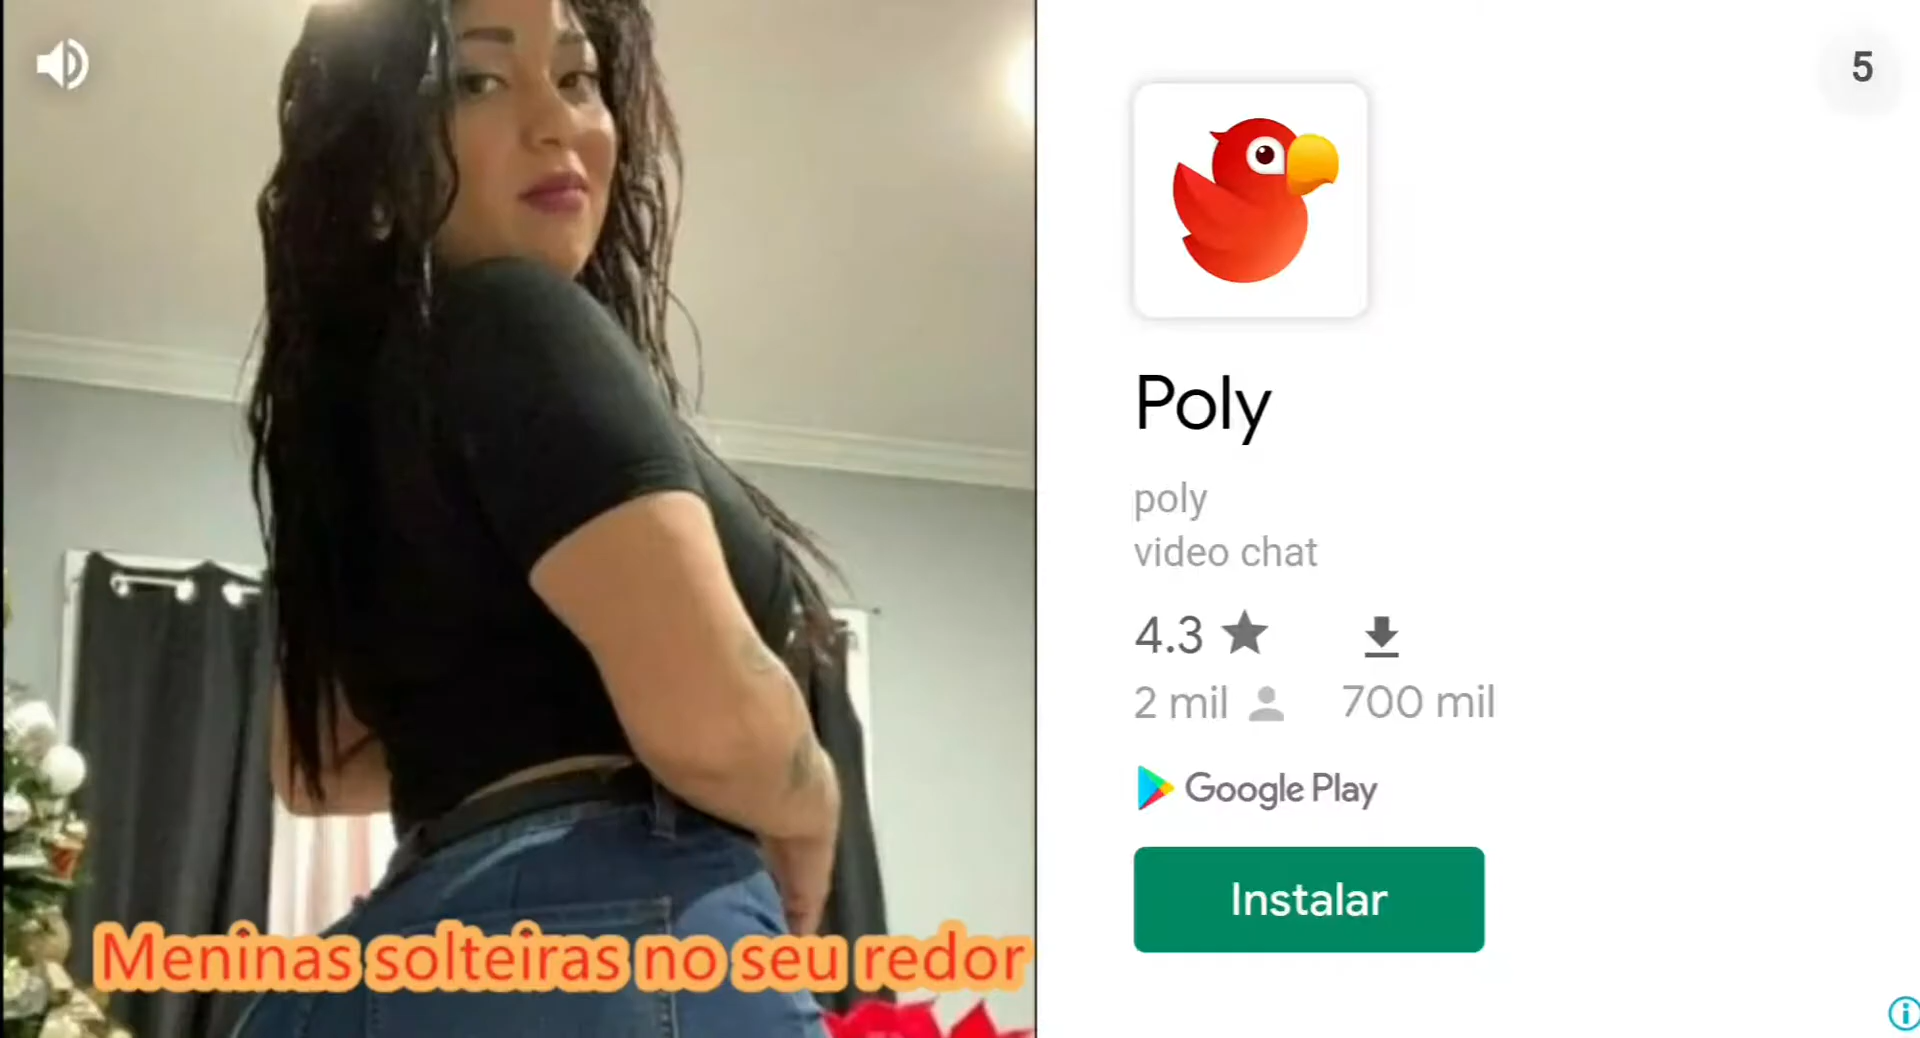 Meninas solteiras no seu redor
5
Poly
poly
video chat
4.3
2 mil
700 mil
Google Play
Instalar